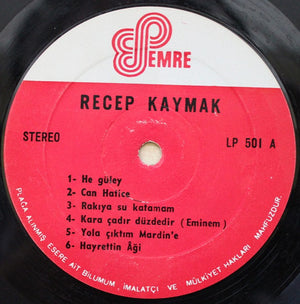 EMRE
RECEP KAYMAK
STEREO
LP 501 A
1- He güley
2- Can Hatice
3- Rakıya su katamam
4- Kara çadır düzdedir ( Eminem )
5- Yola çıktım Mardin'e
6- Hayrettin Âği
PLAĞA ALINMIŞ ESERE AİT BİLUMUM İMALATÇI VE MÜLKİYET HAKLARI MAHFUZDUR